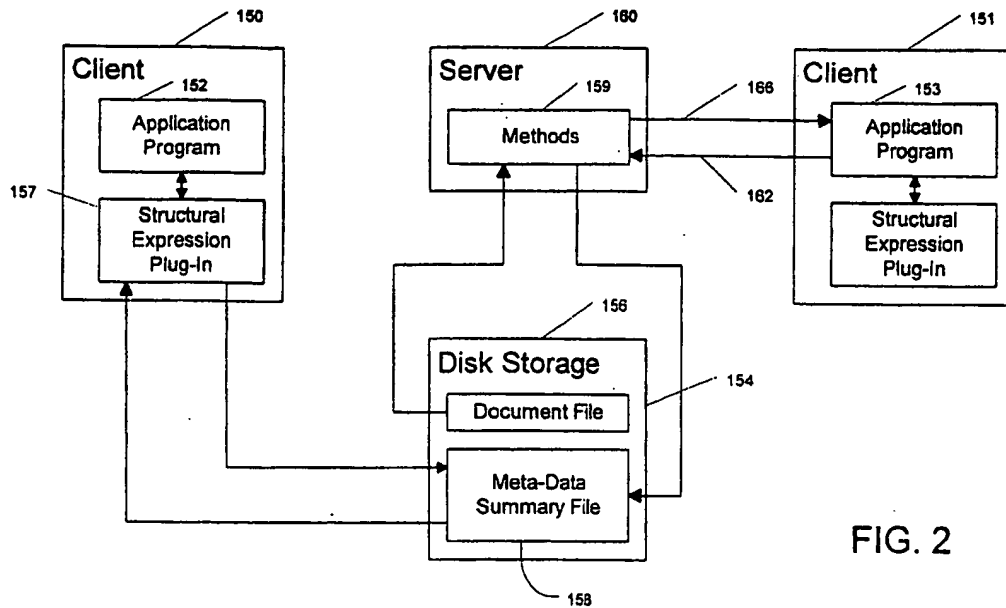 150
160
151
Client
Server
Client
152
159
166
153
Application
Program
Methods
Application
Program
157
162
Structural
Expression
Plug-In
Structural
Expression
Plug-In
156
Disk Storage
154
Document File
Meta-Data
Summary File
FIG. 2
158